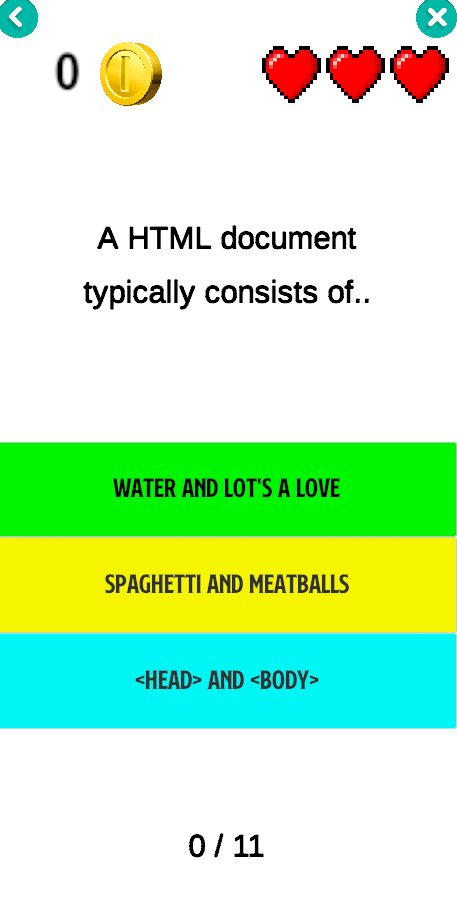 0
A HTML document
typically consists of..
WATER AND LOT'S A LOVE
SPAGHETTI AND MEATBALLS
<HEAD> AND <BODY>
0 / 11